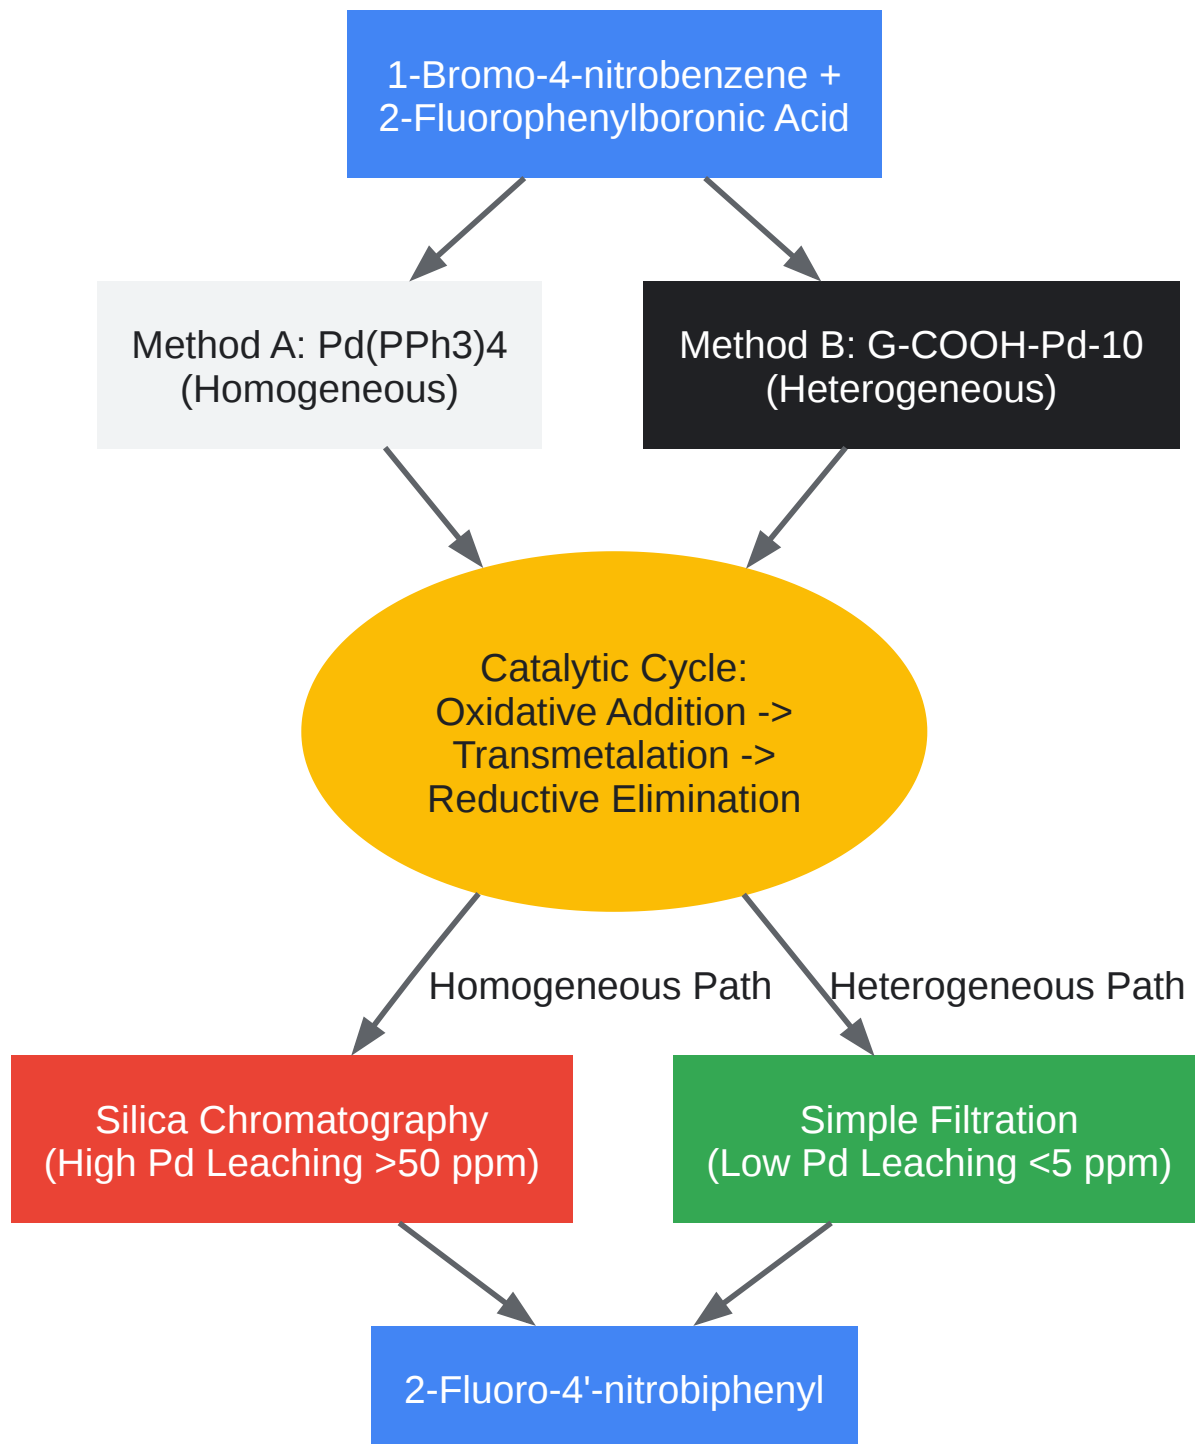 1-Bromo-4-nitrobenzene +
2-Fluorophenylboronic Acid
Method A: Pd(PPh3)4
(Homogeneous)
Method B: G-COOH-Pd-10
(Heterogeneous)
Catalytic Cycle:
Oxidative Addition ->
Transmetalation ->
Reductive Elimination
Homogeneous Path
Heterogeneous Path
Silica Chromatography
(High Pd Leaching >50 ppm)
Simple Filtration
(Low Pd Leaching <5 ppm)
2-Fluoro-4'-nitrobiphenyl